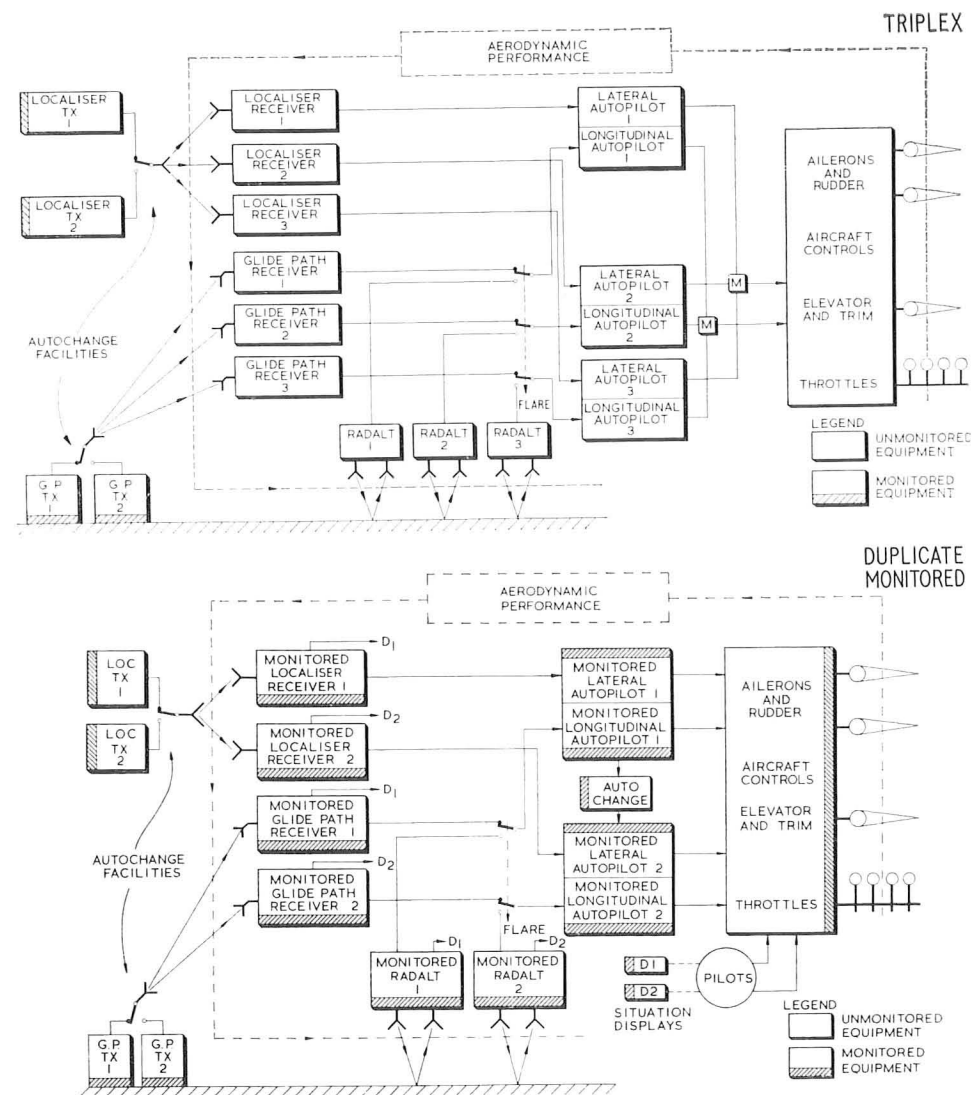 TRIPLEX
AERODYNAMIC
PERFORMANCE
LOCALISER
TX
1
LOCALISER
TX
2
LOCALISER
RECEIVER
1
LOCALISER
RECEIVER
2
LOCALISER
RECEIVER
3
GLIDE PATH
RECEIVER
1
GLIDE PATH
RECEIVER
2
GLIDE PATH
RECEIVER
3
AUTOCHANGE
FACILITIES
G.P
TX
1
G.P
TX
2
RADALT
1
RADALT
2
RADALT
3
FLARE
LATERAL
AUTOPILOT
1
LONGITUDINAL
AUTOPILOT
1
LATERAL
AUTOPILOT
2
LONGITUDINAL
AUTOPILOT
2
LATERAL
AUTOPILOT
3
LONGITUDINAL
AUTOPILOT
3
M
M
AILERONS
AND
RUDDER
AIRCRAFT
CONTROLS
ELEVATOR
AND TRIM
THROTTLES
LEGEND
UNMONITORED
EQUIPMENT
MONITORED
EQUIPMENT
DUPLICATE
MONITORED
AERODYNAMIC
PERFORMANCE
LOC
TX
1
LOC
TX
2
D1
MONITORED
LOCALISER
RECEIVER 1
D2
MONITORED
LOCALISER
RECEIVER 2
D1
MONITORED
GLIDE PATH
RECEIVER 1
D2
MONITORED
GLIDE PATH
RECEIVER 2
AUTOCHANGE
FACILITIES
G.P.
TX
1
G.P
TX
2
D1
MONITORED
RADALT
1
D2
MONITORED
RADALT
2
FLARE
MONITORED
LATERAL
AUTOPILOT 1
MONITORED
LONGITUDINAL
AUTOPILOT 1
AUTO
CHANGE
MONITORED
LATERAL
AUTOPILOT 2
MONITORED
LONGITUDINAL
AUTOPILOT 2
AILERONS
AND
RUDDER
AIRCRAFT
CONTROLS
ELEVATOR
AND TRIM
THROTTLES
D1
D2
SITUATION
DISPLAYS
PILOTS
LEGEND
UNMONITORED
EQUIPMENT
MONITORED
EQUIPMENT